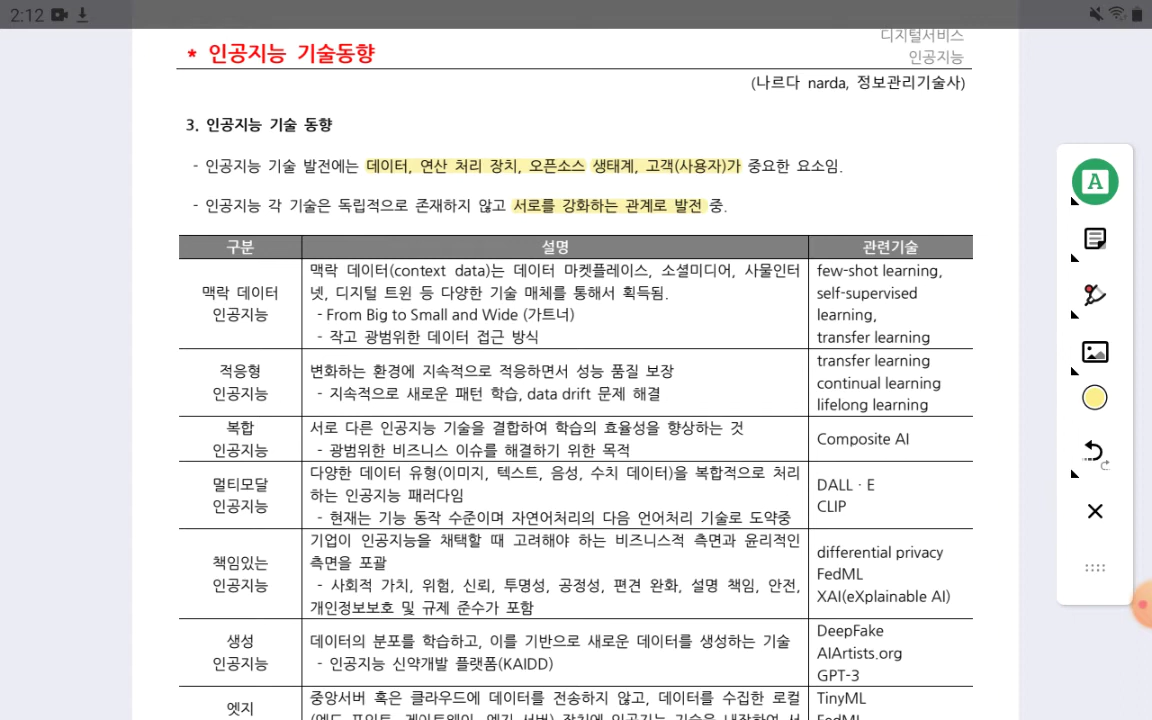 2:12
디지털서비스
* 인공지능 기술동향
인공지능
(나르다 narda, 정보관리기술사)
3. 인공지능 기술 동향
- 인공지능 기술 발전에는 데이터, 연산 처리 장치, 오픈소스 생태계, 고객(사용자)가 중요한 요소임.
- 인공지능 각 기술은 독립적으로 존재하지 않고 서로를 강화하는 관계로 발전 중.
구분 설명 관련기술
맥락 데이터
인공지능
맥락 데이터(context data)는 데이터 마켓플레이스, 소셜미디어, 사물인터
넷, 디지털 트윈 등 다양한 기술 매체를 통해서 획득됨.
- From Big to Small and Wide (가트너)
- 작고 광범위한 데이터 접근 방식
few-shot learning,
self-supervised
learning,
transfer learning
적응형
인공지능
변화하는 환경에 지속적으로 적응하면서 성능 품질 보장
- 지속적으로 새로운 패턴 학습, data drift 문제 해결
transfer learning
continual learning
lifelong learning
복합
인공지능
서로 다른 인공지능 기술을 결합하여 학습의 효율성을 향상하는 것
- 광범위한 비즈니스 이슈를 해결하기 위한 목적
Composite AI
멀티모달
인공지능
다양한 데이터 유형(이미지, 텍스트, 음성, 수치 데이터)을 복합적으로 처리
하는 인공지능 패러다임
- 현재는 기능 동작 수준이며 자연어처리의 다음 언어처리 기술로 도약중
DALL · E
CLIP
책임있는
인공지능
기업이 인공지능을 채택할 때 고려해야 하는 비즈니스적 측면과 윤리적인
측면을 포괄
- 사회적 가치, 위험, 신뢰, 투명성, 공정성, 편견 완화, 설명 책임, 안전,
개인정보보호 및 규제 준수가 포함
differential privacy
FedML
XAI(eXplainable AI)
생성
인공지능
데이터의 분포를 학습하고, 이를 기반으로 새로운 데이터를 생성하는 기술
- 인공지능 신약개발 플랫폼(KAIDD)
DeepFake
AIArtists.org
GPT-3
엣지
중앙서버 혹은 클라우드에 데이터를 전송하지 않고, 데이터를 수집한 로컬
TinyML
FedML
A